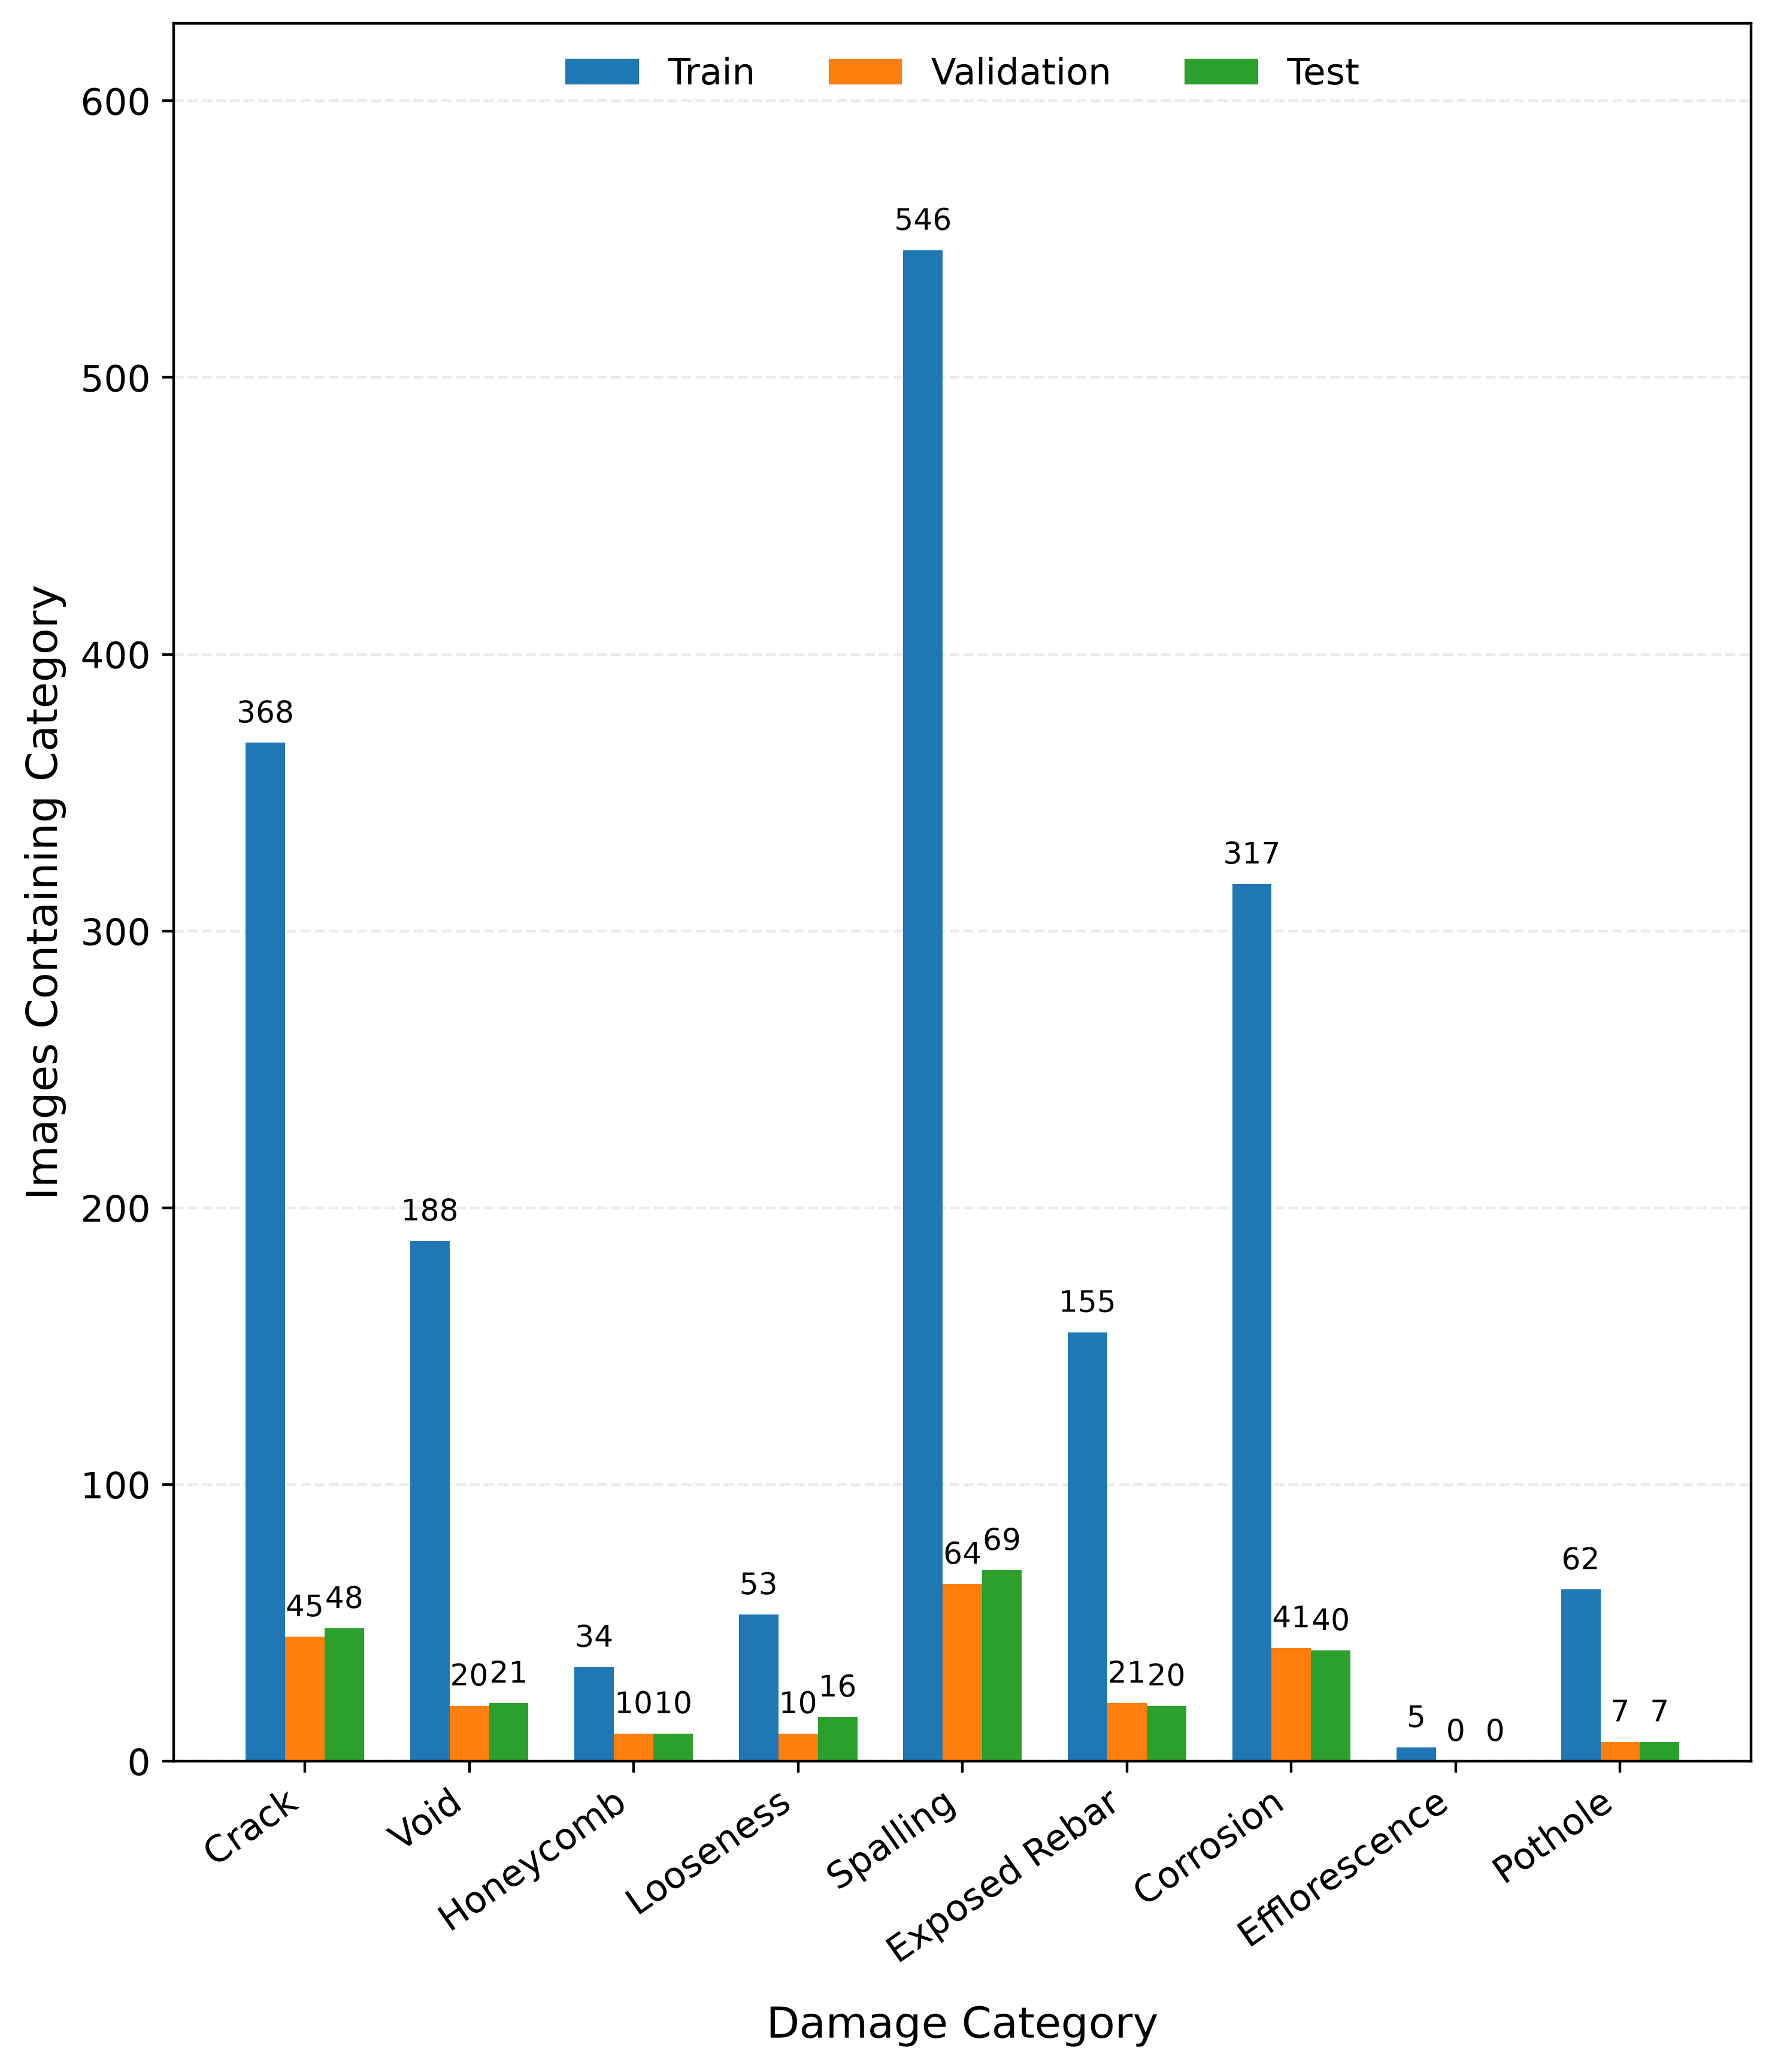 Train Validation Test
Images Containing Category
600
500
400
300
200
100
0
368 45 48
188 20 21
34 10 10
53 10 16
546 64 69
155 21 20
317 41 40
5 0 0
62 7 7
Crack
Void
Honeycomb
Looseness
Spalling
Exposed Rebar
Corrosion
Efflorescence
Pothole
Damage Category